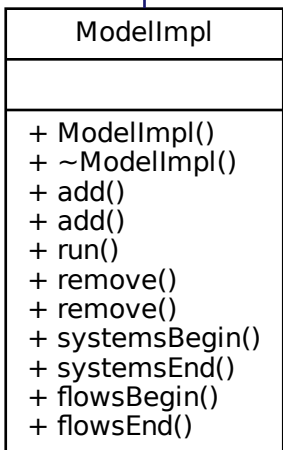 ModelImpl
+ ModelImpl()
+ ~ModelImpl()
+ add()
+ add()
+ run()
+ remove()
+ remove()
+ systemsBegin()
+ systemsEnd()
+ flowsBegin()
+ flowsEnd()